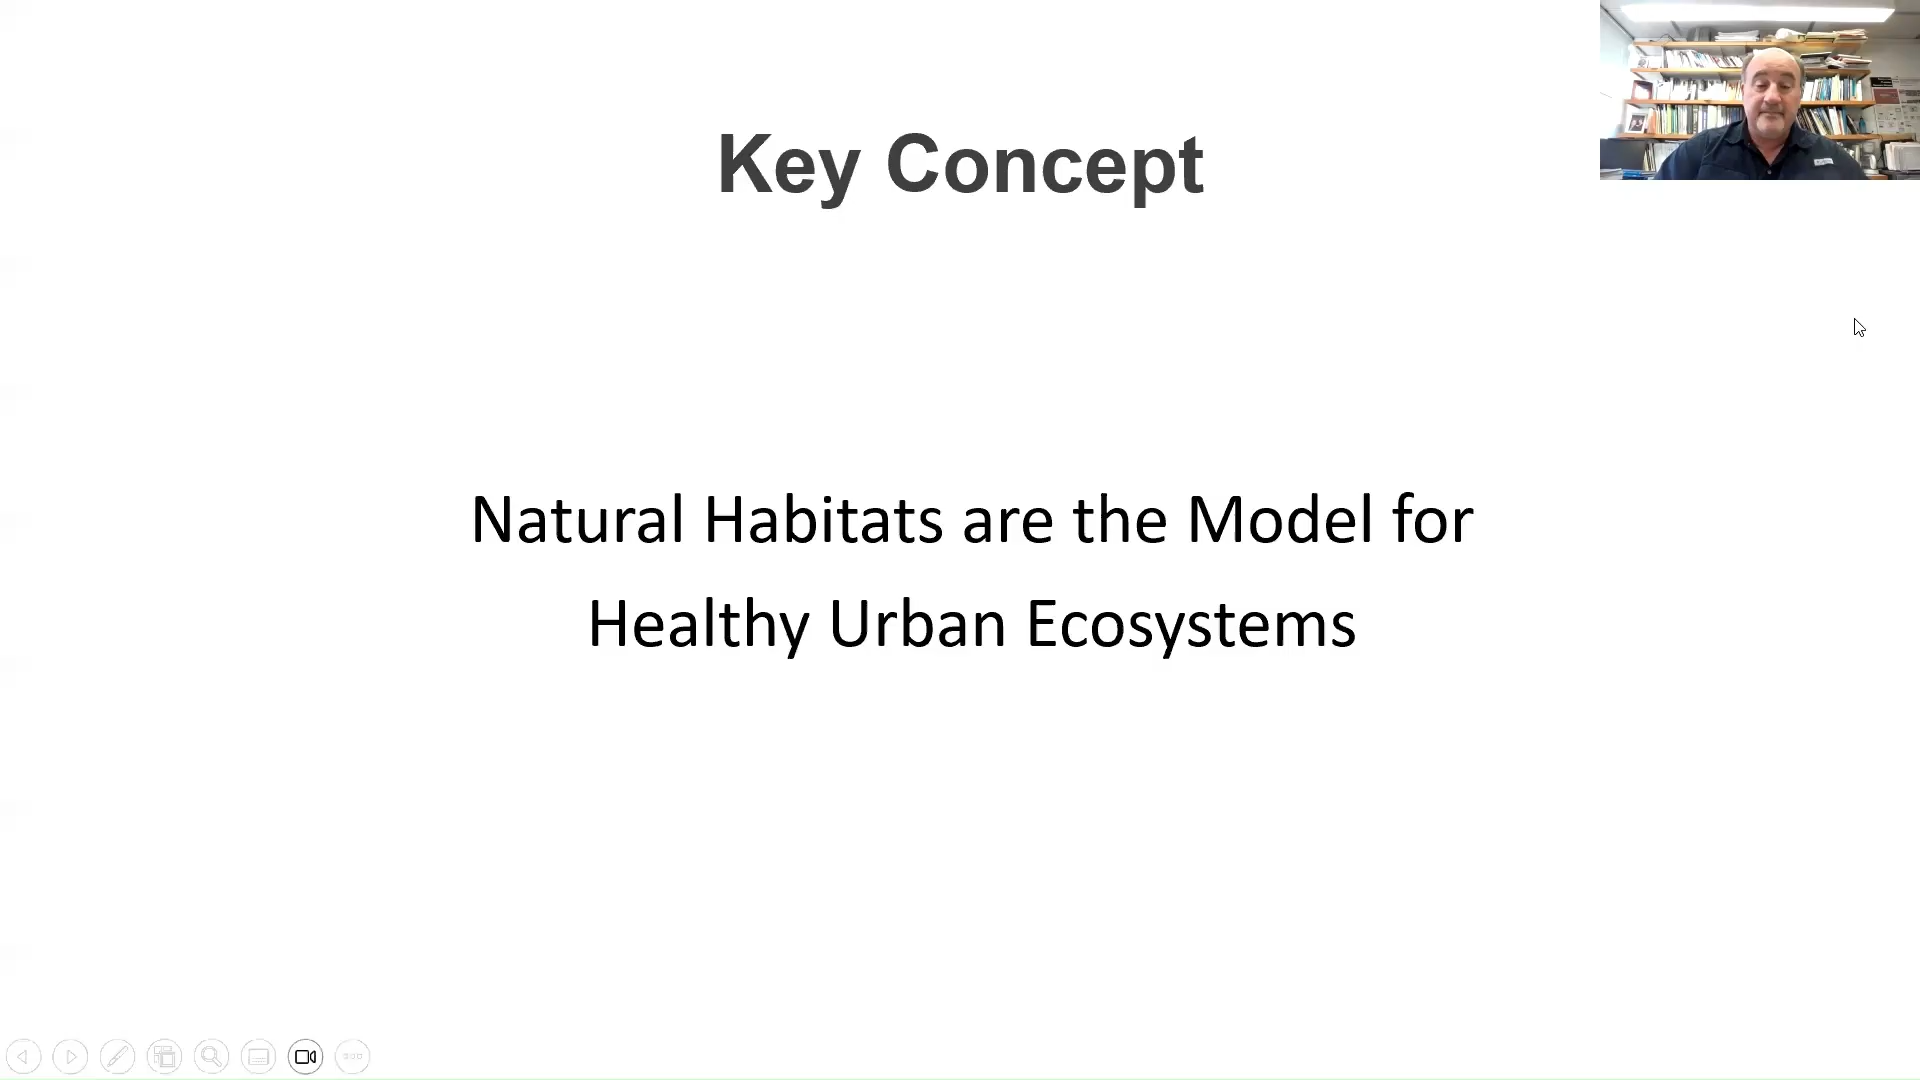 Key Concept
Natural Habitats are the Model for
Healthy Urban Ecosystems